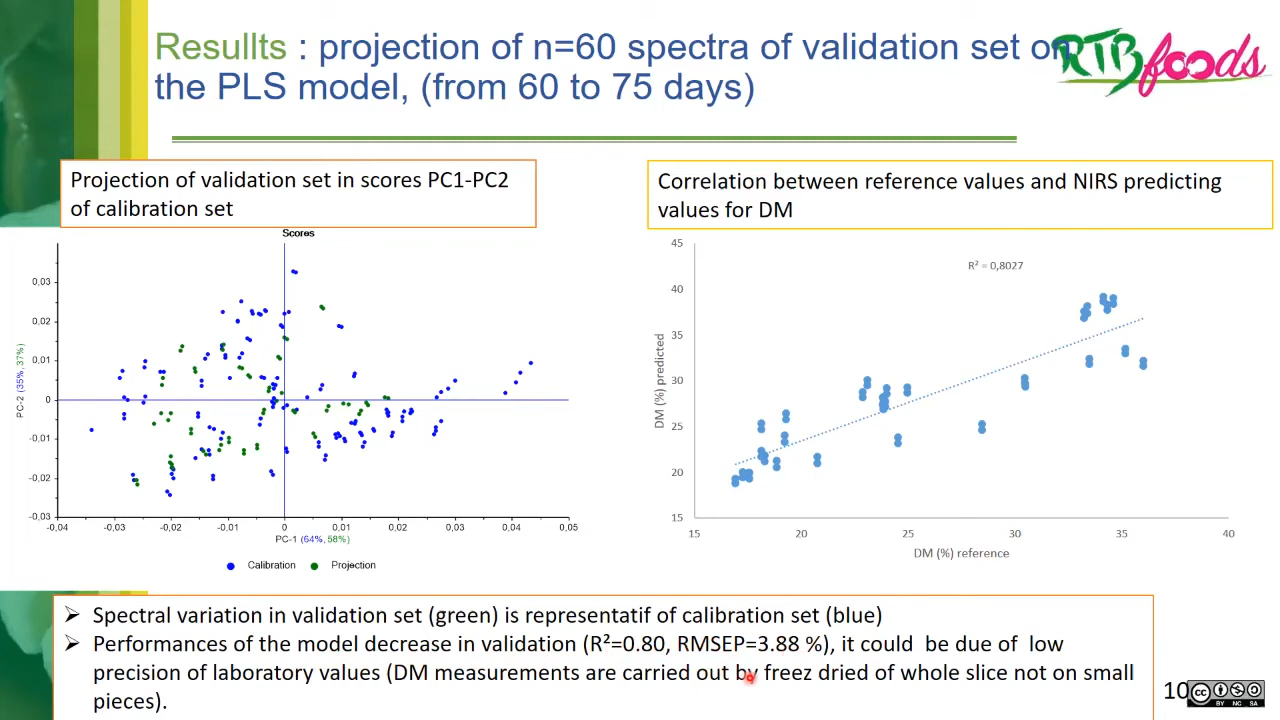 Resullts : projection of n=60 spectra of validation set on
the PLS model, (from 60 to 75 days)
RTBfoods
Projection of validation set in scores PC1-PC2
of calibration set
Correlation between reference values and NIRS predicting
values for DM
Scores
0,03
0,02
0,01
0
-0,01
-0,02
-0,03
PC-2 (35%,37%)
-0,04 -0,03 -0,02 -0,01 0 0,01 0,02 0,03 0,04 0,05
PC-1 (64%,58%)
Calibration Projection
45
40
35
30
25
20
15
R² = 0,8027
DM (%) predicted
15 20 25 30 35 40
DM (%) reference
➢ Spectral variation in validation set (green) is representatif of calibration set (blue)
➢ Performances of the model decrease in validation (R²=0.80, RMSEP=3.88 %), it could be due of low
precision of laboratory values (DM measurements are carried out by freez dried of whole slice not on small
pieces).
10
cc
BY NC SA